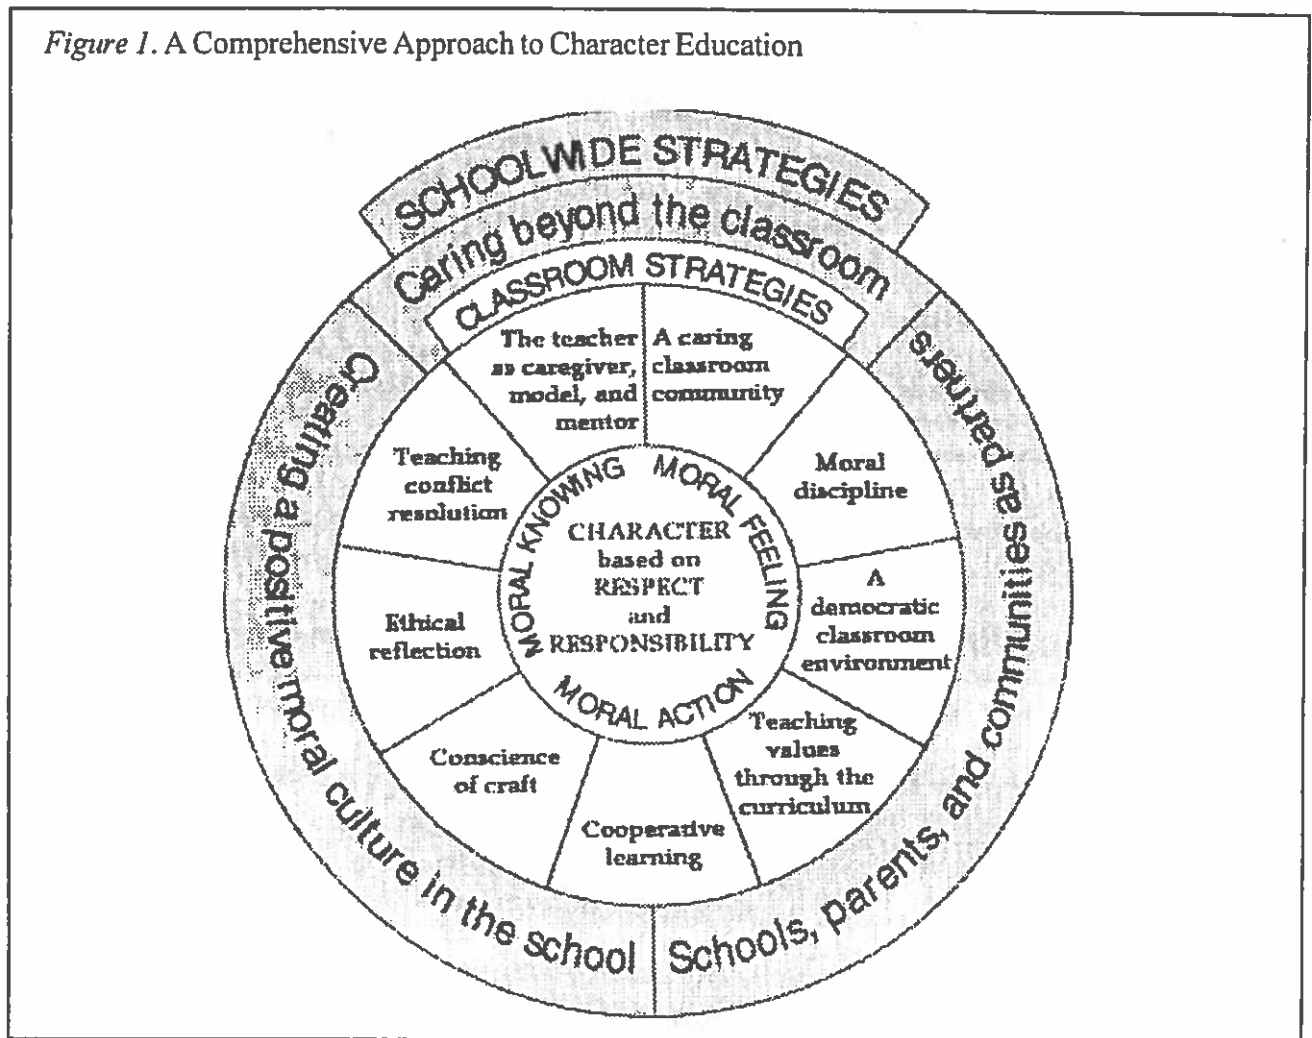 Figure 1. A Comprehensive Approach to Character Education
SCHOOLWIDE STRATEGIES
Caring beyond the classroom
CLASSROOM STRATEGIES
The teacher
as caregiver,
model, and
mentor
A caring
classroom
community
Moral
discipline
A
democratic
classroom
environment
Teaching
values
through the
curriculum
Cooperative
learning
Conscience
of craft
Ethical
reflection
Teaching
conflict
resolution
MORAL KNOWING
MORAL FEELING
MORAL ACTION
CHARACTER
based on
RESPECT
and
RESPONSIBILITY
Creating a positive moral culture in the school
Schools, parents, and communities as partners